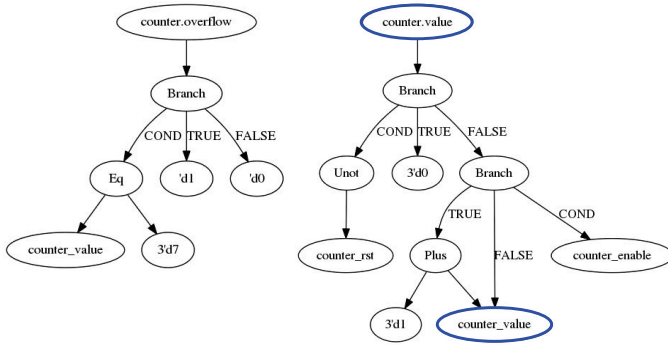 counter.overflow
Branch
COND
TRUE
FALSE
Eq
'd1
'd0
counter_value
3'd7
counter.value
Branch
COND
TRUE
FALSE
Unot
3'd0
Branch
TRUE
FALSE
COND
counter_rst
Plus
counter_enable
3'd1
counter_value